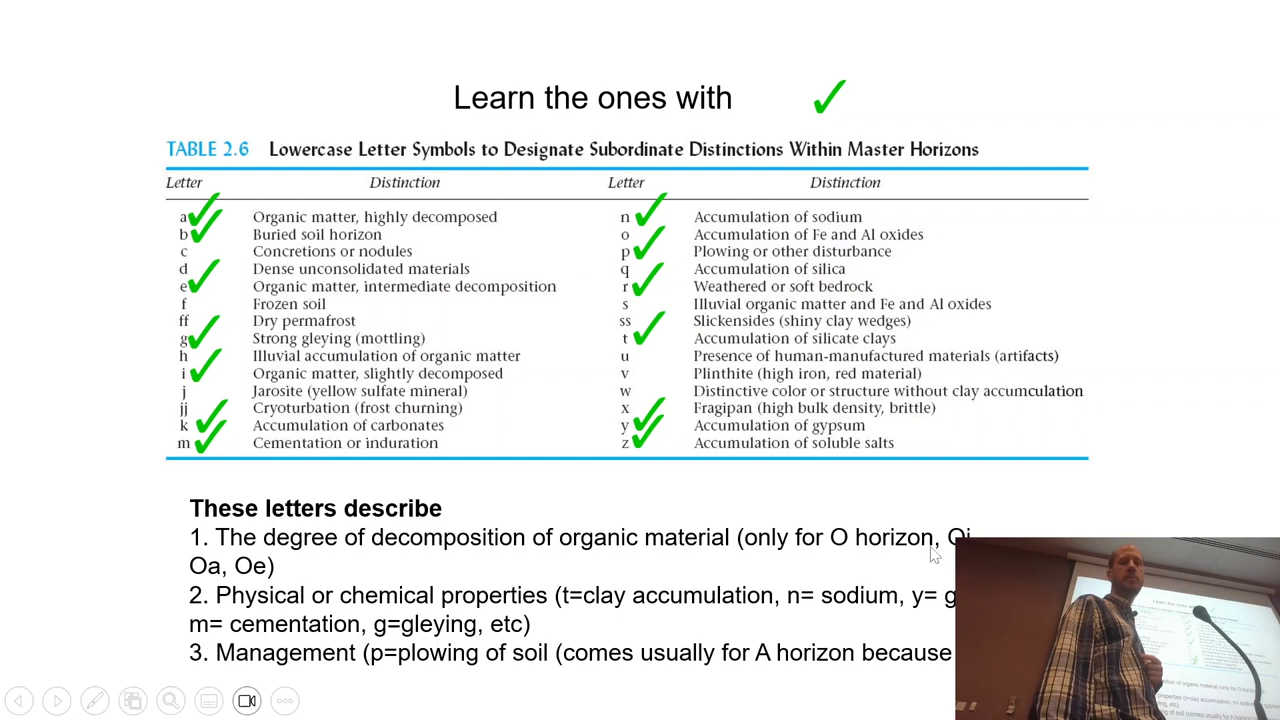 Learn the ones with
TABLE 2.6 Lowercase Letter Symbols to Designate Subordinate Distinctions Within Master Horizons
Letter Distinction Letter Distinction
a Organic matter, highly decomposed n Accumulation of sodium
b Buried soil horizon o Accumulation of Fe and Al oxides
c Concretions or nodules p Plowing or other disturbance
d Dense unconsolidated materials q Accumulation of silica
e Organic matter, intermediate decomposition r Weathered or soft bedrock
f Frozen soil s Illuvial organic matter and Fe and Al oxides
ff Dry permafrost ss Slickensides (shiny clay wedges)
g Strong gleying (mottling) t Accumulation of silicate clays
h Illuvial accumulation of organic matter u Presence of human-manufactured materials (artifacts)
i Organic matter, slightly decomposed v Plinthite (high iron, red material)
j Jarosite (yellow sulfate mineral) w Distinctive color or structure without clay accumculation
jj Cryoturbation (frost churning) x Fragipan (high bulk density, brittle)
k Accumulation of carbonates y Accumulation of gypsum
m Cementation or induration z Accumulation of soluble salts
These letters describe
1. The degree of decomposition of organic material (only for O horizon, Oi,
Oa, Oe)
2. Physical or chemical properties (t=clay accumulation, n= sodium, y=
m= cementation, g=gleying, etc)
3. Management (p=plowing of soil (comes usually for A horizon because